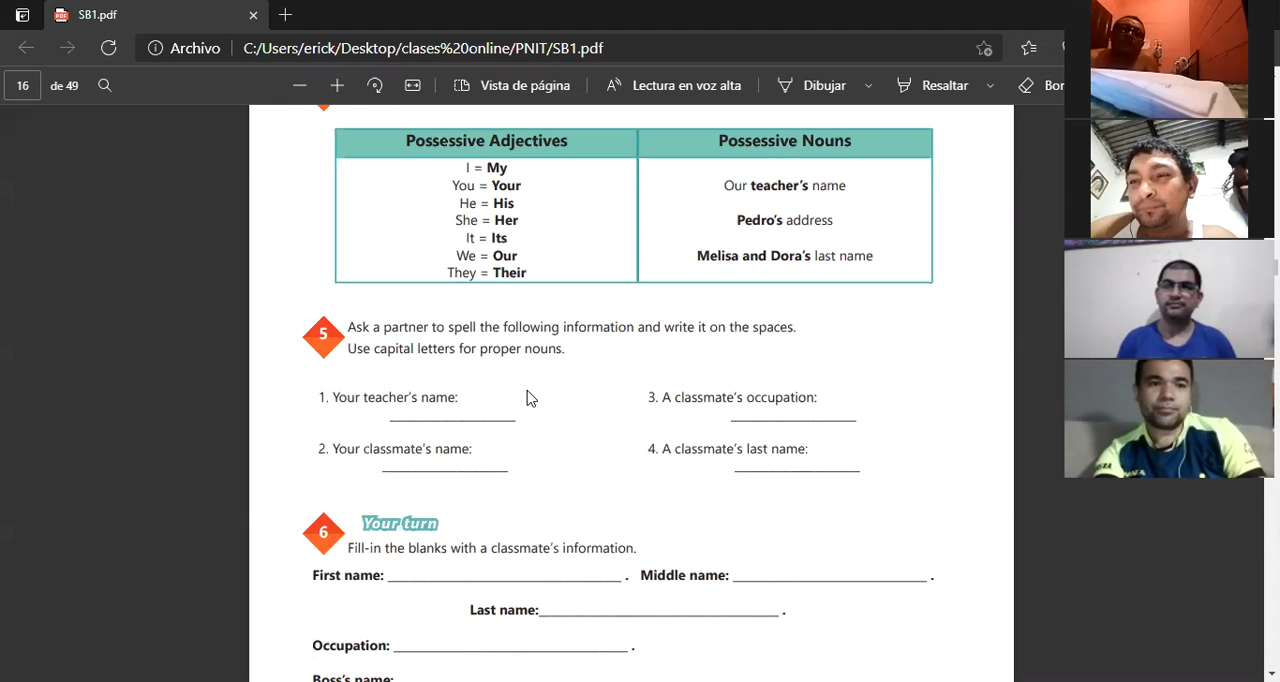 SB1.pdf
Archivo C:/Users/erick/Desktop/clases%20online/PNIT/SB1.pdf
16 de 49 Vista de página Lectura en voz alta Dibujar Resaltar Bor
Possessive Adjectives Possessive Nouns
I = My
You = Your Our teacher's name
He = His
She = Her Pedro's address
It = Its
We = Our Melisa and Dora's last name
They = Their
5 Ask a partner to spell the following information and write it on the spaces.
Use capital letters for proper nouns.
1. Your teacher's name: 3. A classmate's occupation:
2. Your classmate's name: 4. A classmate's last name:
6 Your turn
Fill-in the blanks with a classmate's information.
First name: . Middle name: .
Last name: .
Occupation: .
Boss's name: